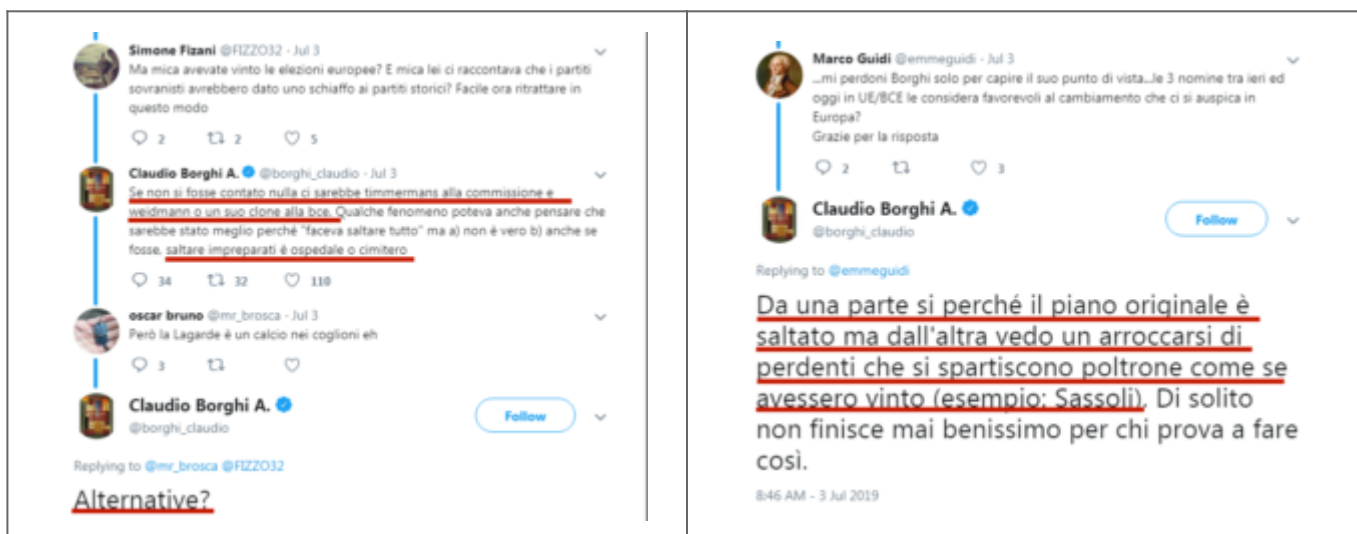 Simone Fizani @FIZZO32 · Jul 3
Ma mica avevate vinto le elezioni europee? E mica lei ci raccontava che i partiti
sovranisti avrebbero dato uno schiaffo ai partiti storici? Facile ora ritrattare in
questo modo
2 2 5
Claudio Borghi A. @borghi_claudio · Jul 3
Se non si fosse contato nulla ci sarebbe timmermans alla commissione e
weidmann o un suo clone alla bce. Qualche fenomeno poteva anche pensare che
sarebbe stato meglio perché "faceva saltare tutto" ma a) non è vero b) anche se
fosse, saltare impreparati è ospedale o cimitero
34 32 110
oscar bruno @mr_brosca · Jul 3
Però la Lagarde è un calcio nei coglioni eh
3
Claudio Borghi A.
@borghi_claudio
Follow
Replying to @mr_brosca @FIZZO32
Alternative?
Marco Guidi @emmeguidi · Jul 3
...mi perdoni Borghi solo per capire il suo punto di vista...le 3 nomine tra ieri ed
oggi in UE/BCE le considera favorevoli al cambiamento che ci si auspica in
Europa?
Grazie per la risposta
2 3
Claudio Borghi A.
@borghi_claudio
Follow
Replying to @emmeguidi
Da una parte si perché il piano originale è
saltato ma dall'altra vedo un arroccarsi di
perdenti che si spartiscono poltrone come se
avessero vinto (esempio: Sassoli). Di solito
non finisce mai benissimo per chi prova a fare
così.
8:46 AM - 3 Jul 2019